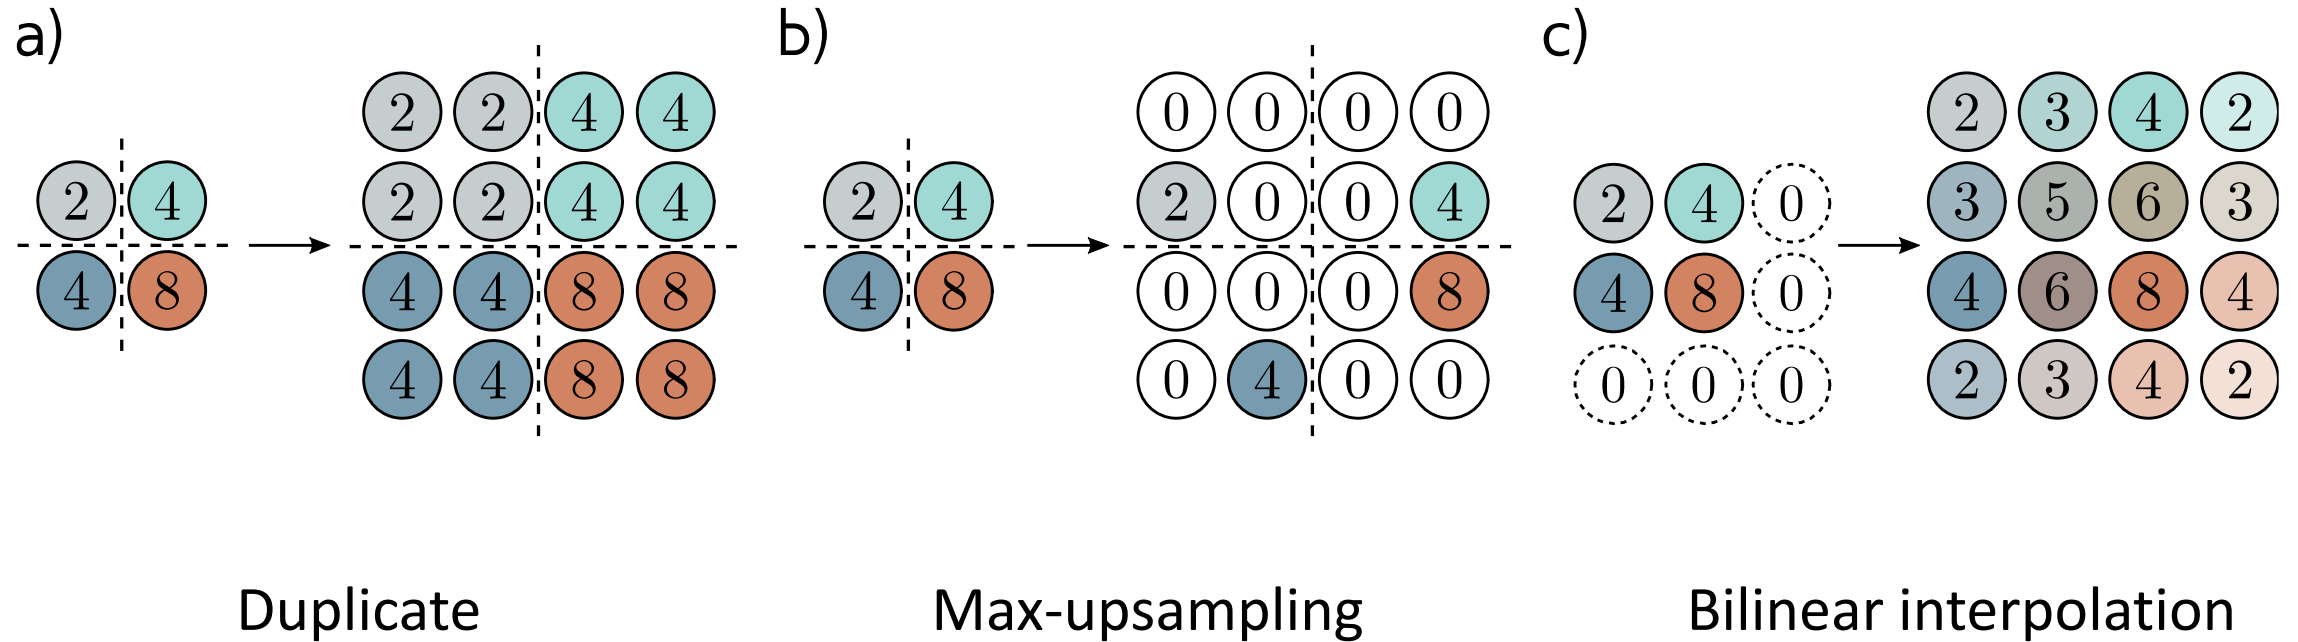 a)
2 4
4 8
2 2 4 4
2 2 4 4
4 4 8 8
4 4 8 8
Duplicate
b)
2 4
4 8
0 0 0 0
2 0 0 4
0 0 0 8
0 4 0 0
Max-upsampling
c)
2 4 0
4 8 0
0 0 0
2 3 4 2
3 5 6 3
4 6 8 4
2 3 4 2
Bilinear interpolation